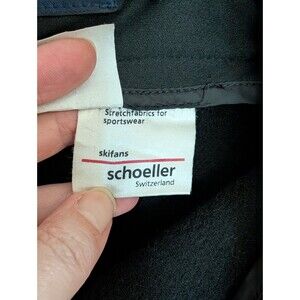 Stretchfabrics for
sportswear
skifans
schoeller
Switzerland